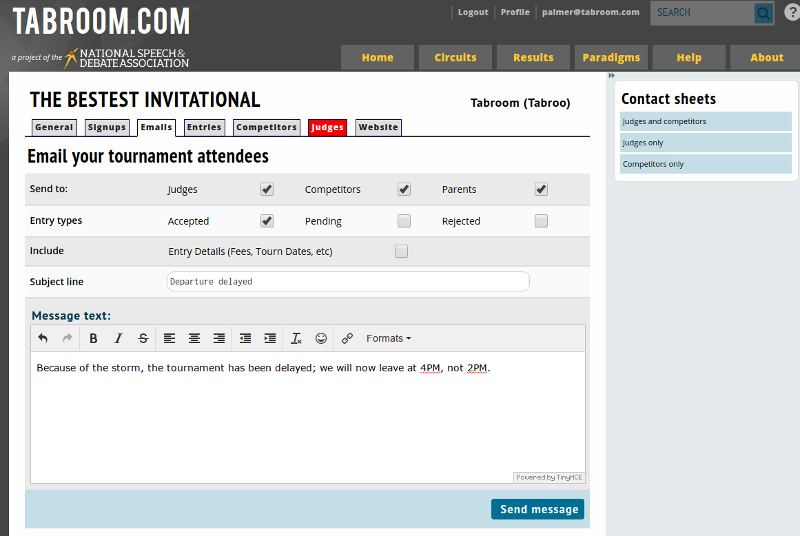 TABROOM.COM
Logout Profile palmer@tabroom.com SEARCH ?
a project of the NATIONAL SPEECH & DEBATE ASSOCIATION
Home Circuits Results Paradigms Help About
THE BESTEST INVITATIONAL
Tabroom (Tabroo)
General Signups Emails Entries Competitors Judges Website
Email your tournament attendees
Send to: Judges Competitors Parents
Entry types Accepted Pending Rejected
Include Entry Details (Fees, Tourn Dates, etc)
Subject line Departure delayed
Message text:
B I S Formats
Because of the storm, the tournament has been delayed; we will now leave at 4PM, not 2PM.
Powered by TinyMCE
Send message
Contact sheets
Judges and competitors
Judges only
Competitors only